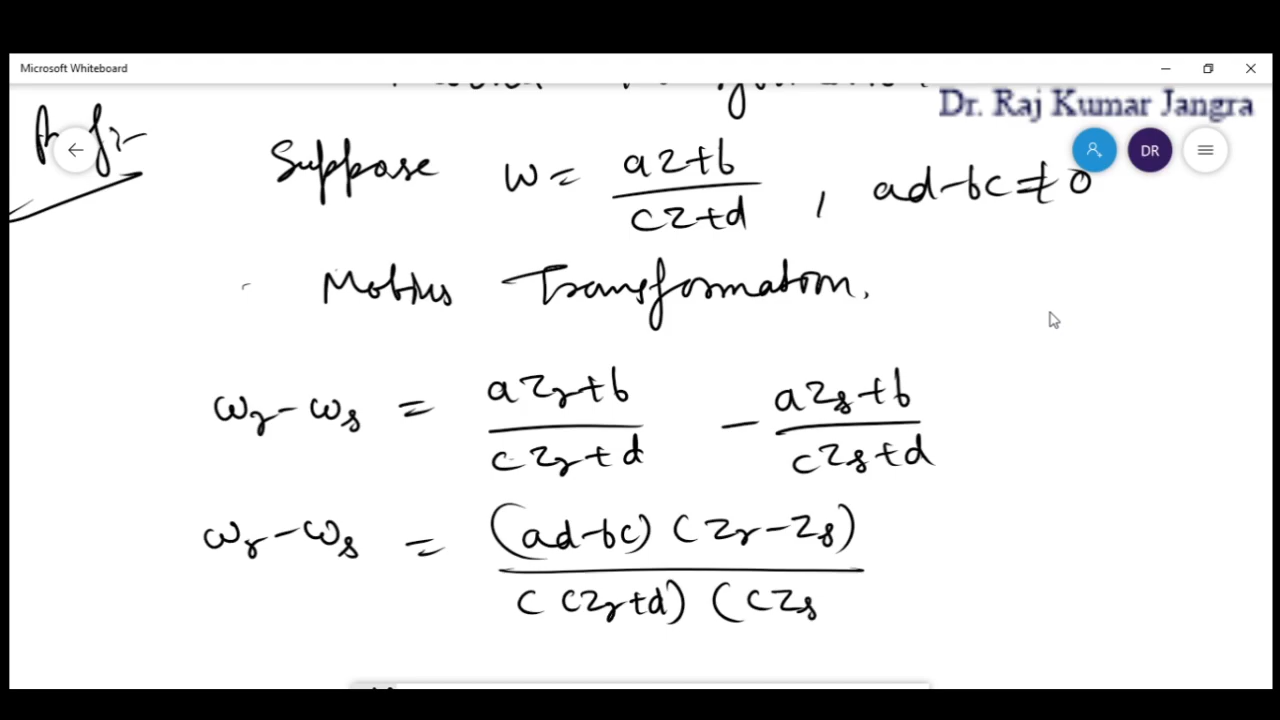 Microsoft Whiteboard
Dr. Raj Kumar Jangra
DR
Suppose w = az+b / cz+d , ad-bc ≠ 0
Mobius Transformation.
w_r - w_s = az_r+b / cz_r+d - az_s+b / cz_s+d
w_r - w_s = (ad-bc) (z_r - z_s) / (cz_r+d) (cz_s